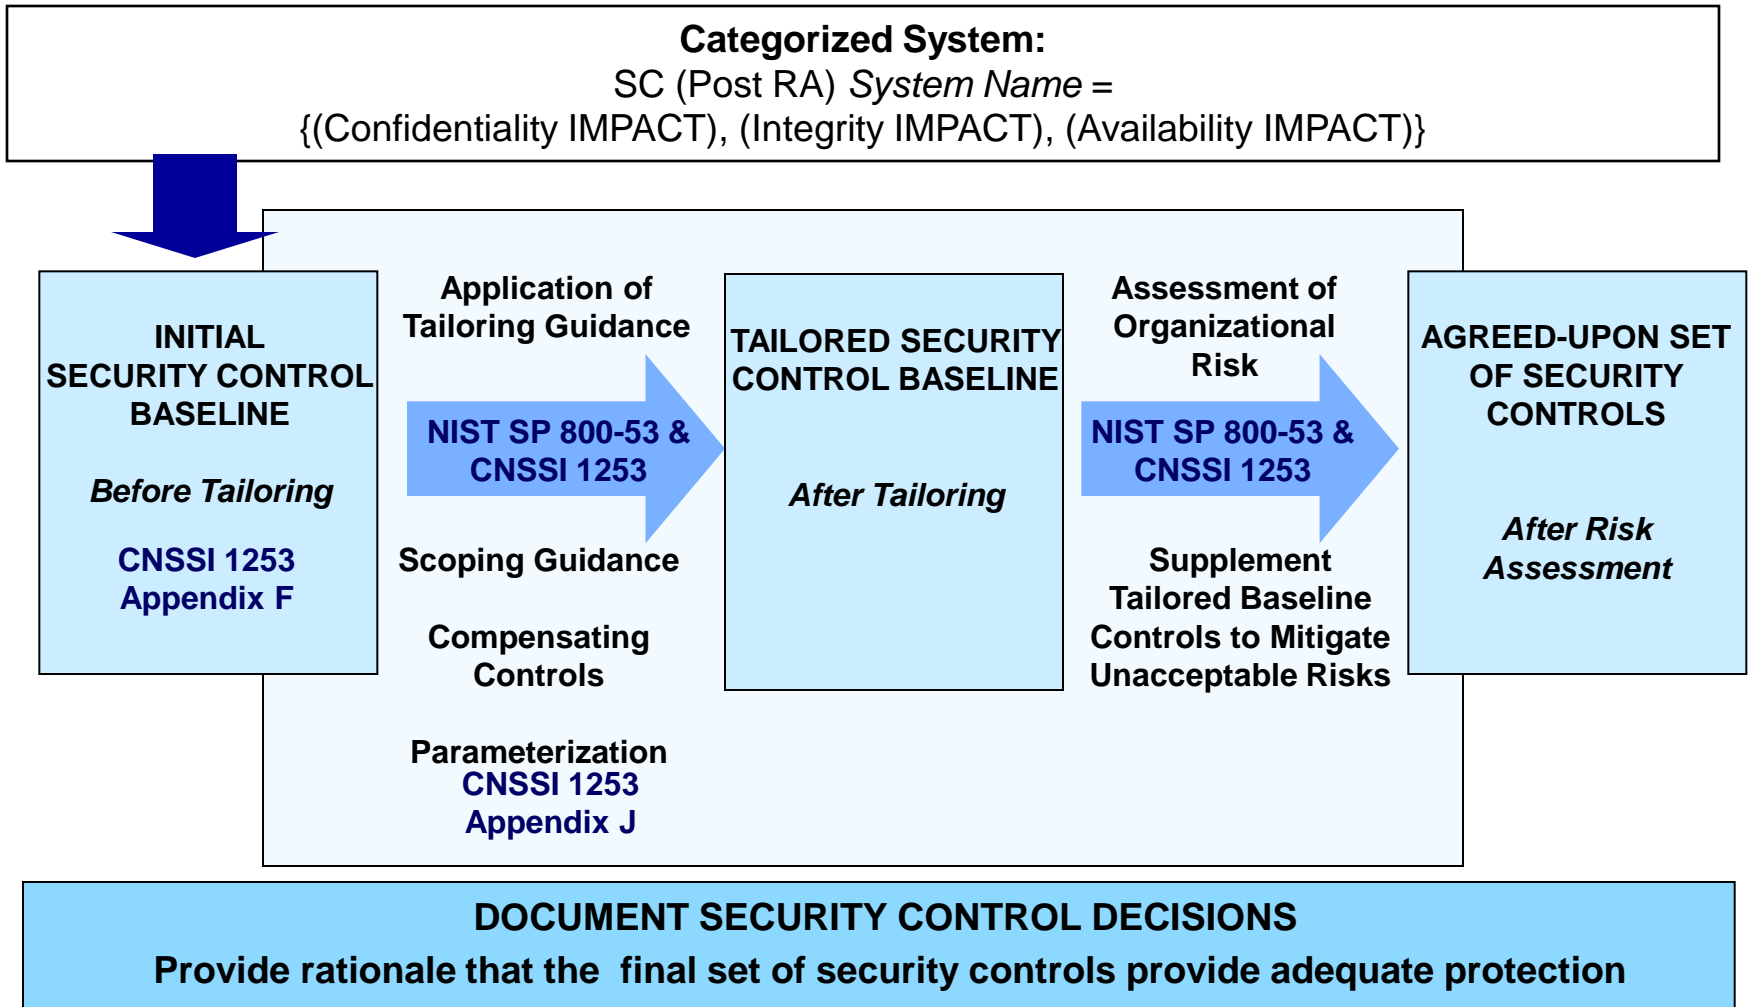 Categorized System:
SC (Post RA) System Name =
{(Confidentiality IMPACT), (Integrity IMPACT), (Availability IMPACT)}
INITIAL
SECURITY CONTROL
BASELINE
Before Tailoring
CNSSI 1253
Appendix F
Application of
Tailoring Guidance
NIST SP 800-53 &
CNSSI 1253
Scoping Guidance
Compensating
Controls
Parameterization
CNSSI 1253
Appendix J
TAILORED SECURITY
CONTROL BASELINE
After Tailoring
Assessment of
Organizational
Risk
NIST SP 800-53 &
CNSSI 1253
Supplement
Tailored Baseline
Controls to Mitigate
Unacceptable Risks
AGREED-UPON SET
OF SECURITY
CONTROLS
After Risk
Assessment
DOCUMENT SECURITY CONTROL DECISIONS
Provide rationale that the final set of security controls provide adequate protection